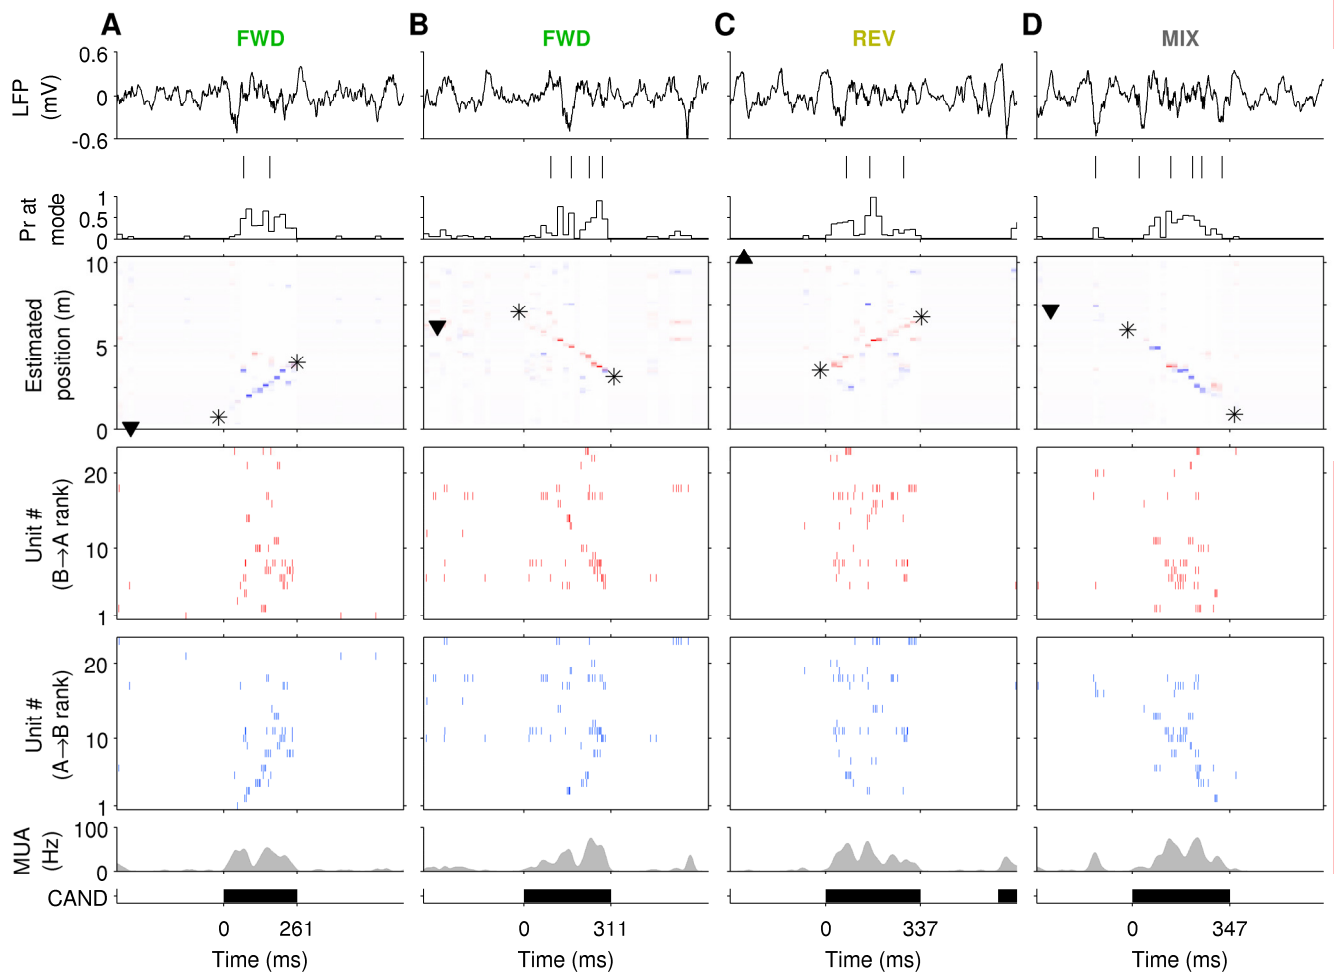 A B C D
FWD FWD REV MIX
LFP
(mV)
0.6
0
-0.6
Pr at
mode
1
0.5
0
Estimated
position (m)
10
5
0
Unit #
(B→A rank)
20
10
1
Unit #
(A→B rank)
20
10
1
MUA
(Hz)
100
0
CAND
0 261 0 311 0 337 0 347
Time (ms) Time (ms) Time (ms) Time (ms)